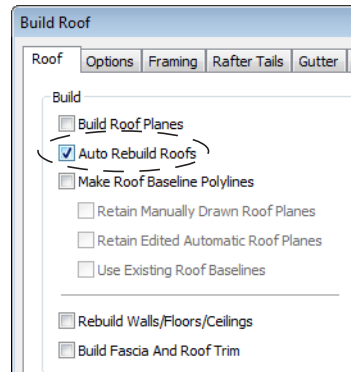 Build Roof
Roof Options Framing Rafter Tails Gutter
Build
Build Roof Planes
Auto Rebuild Roofs
Make Roof Baseline Polylines
Retain Manually Drawn Roof Planes
Retain Edited Automatic Roof Planes
Use Existing Roof Baselines
Rebuild Walls/Floors/Ceilings
Build Fascia And Roof Trim